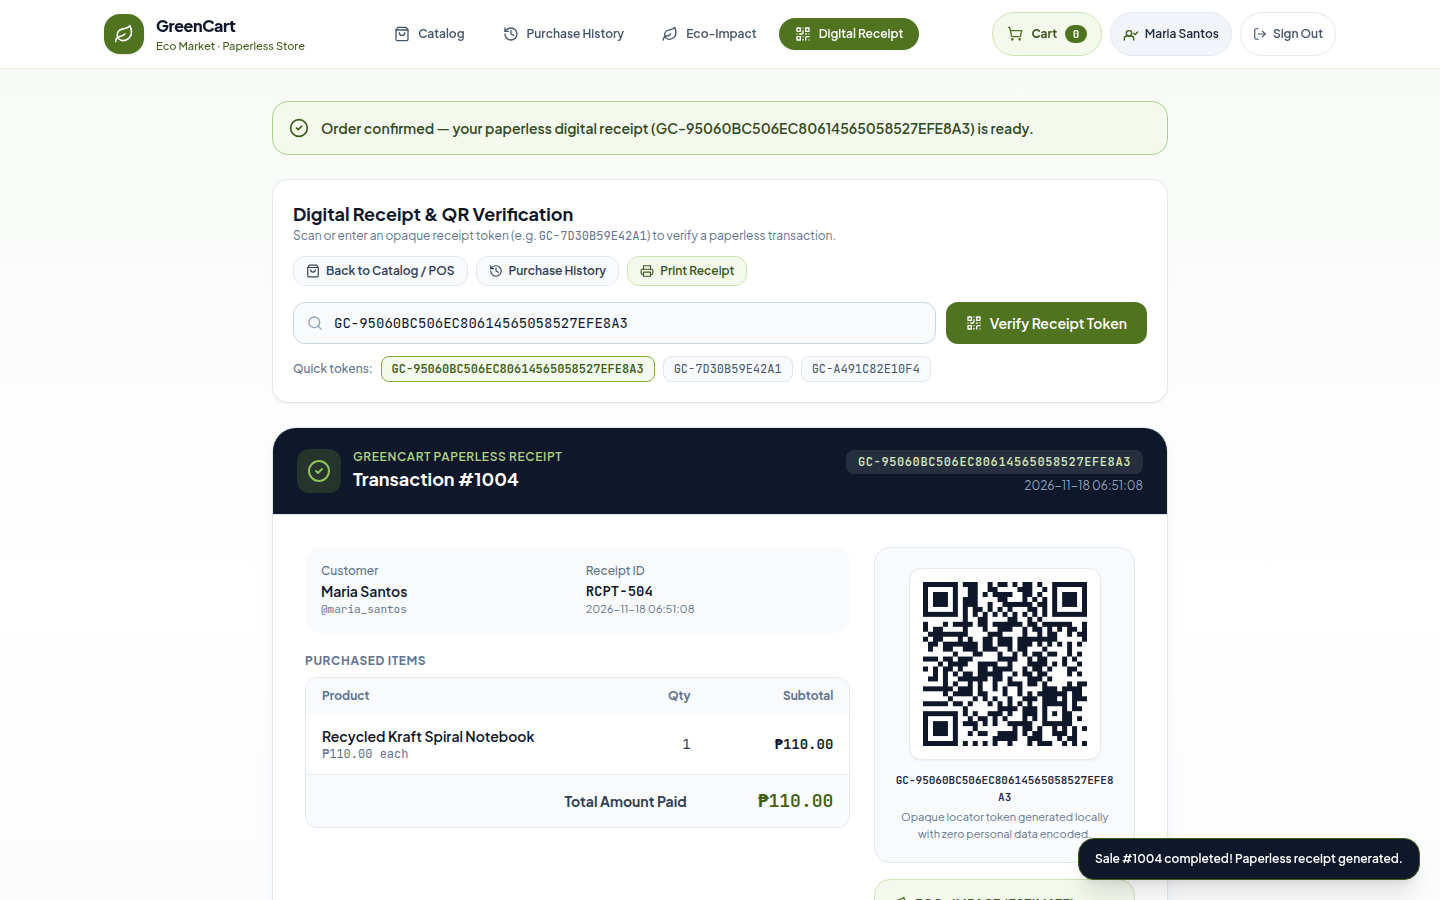 GreenCart
Eco Market · Paperless Store
Catalog
Purchase History
Eco-Impact
Digital Receipt
Cart 0
Maria Santos
Sign Out
Order confirmed — your paperless digital receipt (GC-95060BC506EC80614565058527EFE8A3) is ready.
Digital Receipt & QR Verification
Scan or enter an opaque receipt token (e.g. GC-7D30B59E42A1) to verify a paperless transaction.
Back to Catalog / POS
Purchase History
Print Receipt
GC-95060BC506EC80614565058527EFE8A3
Verify Receipt Token
Quick tokens: GC-95060BC506EC80614565058527EFE8A3 GC-7D30B59E42A1 GC-A491C82E10F4
GREENCART PAPERLESS RECEIPT
Transaction #1004
GC-95060BC506EC80614565058527EFE8A3
2026-11-18 06:51:08
Customer
Maria Santos
@maria_santos
Receipt ID
RCPT-504
2026-11-18 06:51:08
PURCHASED ITEMS
Product Qty Subtotal
Recycled Kraft Spiral Notebook 1 ₱110.00
₱110.00 each
Total Amount Paid ₱110.00
GC-95060BC506EC80614565058527EFE8
A3
Opaque locator token generated locally
with zero personal data encoded.
Sale #1004 completed! Paperless receipt generated.